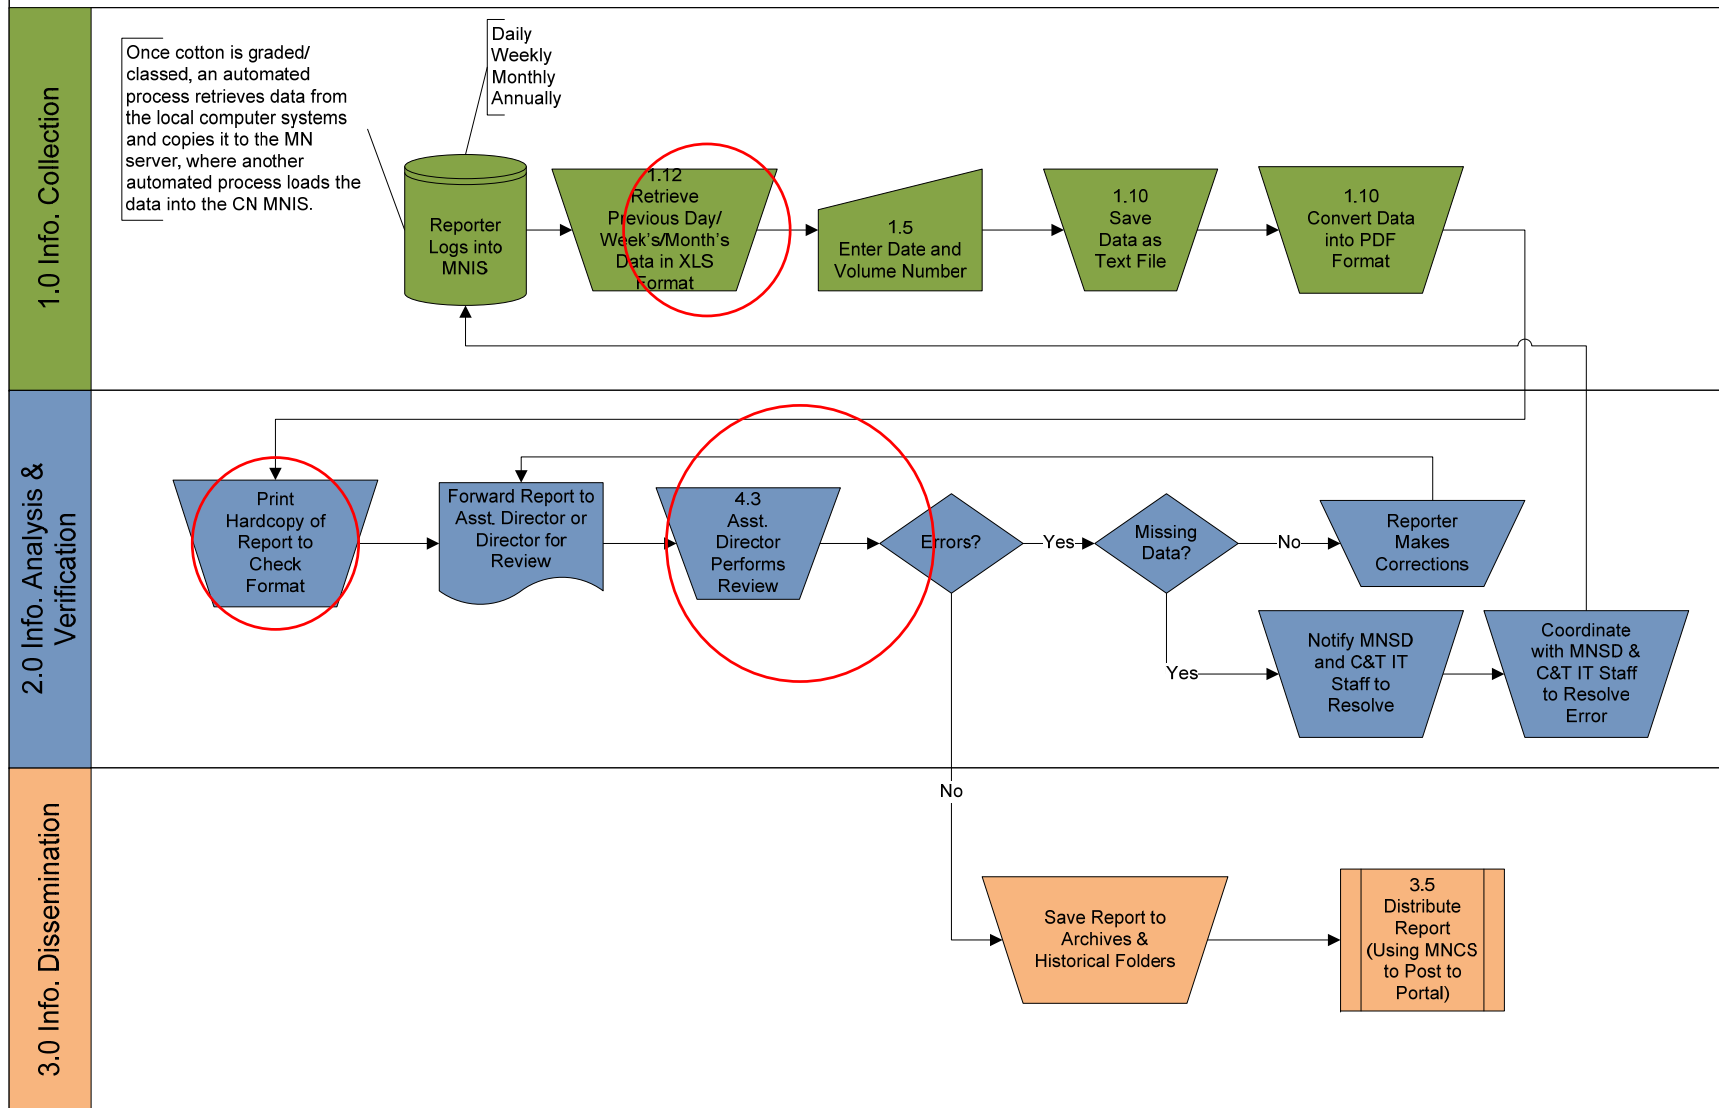 1.0 Info. Collection
Once cotton is graded/
classed, an automated
process retrieves data from
the local computer systems
and copies it to the MN
server, where another
automated process loads the
data into the CN MNIS.
Daily
Weekly
Monthly
Annually
Reporter
Logs into
MNIS
1.12
Retrieve
Previous Day/
Week's/Month's
Data in XLS
Format
1.5
Enter Date and
Volume Number
1.10
Save
Data as
Text File
1.10
Convert Data
into PDF
Format
2.0 Info. Analysis &
Verification
Print
Hardcopy of
Report to
Check
Format
Forward Report to
Asst. Director or
Director for
Review
4.3
Asst.
Director
Performs
Review
Errors?
Yes
Missing
Data?
No
Reporter
Makes
Corrections
Yes
Notify MNSD
and C&T IT
Staff to
Resolve
Coordinate
with MNSD &
C&T IT Staff
to Resolve
Error
3.0 Info. Dissemination
No
Save Report to
Archives &
Historical Folders
3.5
Distribute
Report
(Using MNCS
to Post to
Portal)